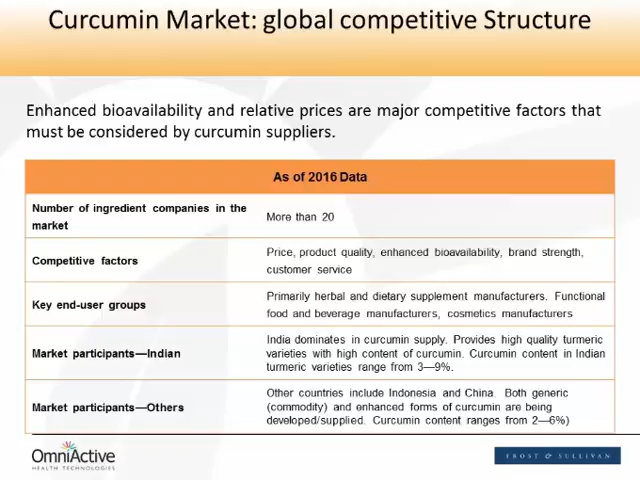 Curcumin Market: global competitive Structure
Enhanced bioavailability and relative prices are major competitive factors that
must be considered by curcumin suppliers.
As of 2016 Data
Number of ingredient companies in the
market
More than 20
Competitive factors
Price, product quality, enhanced bioavailability, brand strength,
customer service
Key end-user groups
Primarily herbal and dietary supplement manufacturers. Functional
food and beverage manufacturers, cosmetics manufacturers
Market participants—Indian
India dominates in curcumin supply. Provides high quality turmeric
varieties with high content of curcumin. Curcumin content in Indian
turmeric varieties range from 3—9%.
Market participants—Others
Other countries include Indonesia and China. Both generic
(commodity) and enhanced forms of curcumin are being
developed/supplied. Curcumin content ranges from 2—6%)
OmniActive
HEALTH TECHNOLOGIES
FROST & SULLIVAN